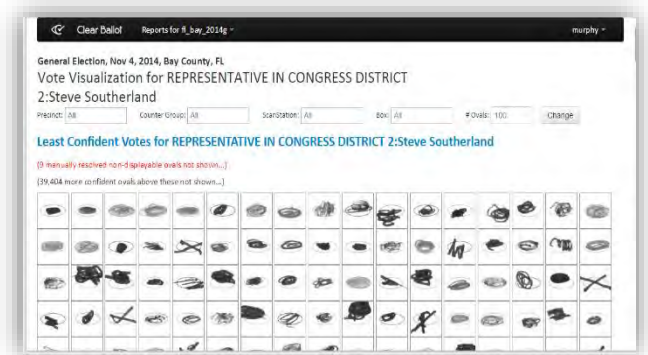 Clear Ballot Reports for fl_bay_2014g murphy
General Election, Nov 4, 2014, Bay County, FL
Vote Visualization for REPRESENTATIVE IN CONGRESS DISTRICT
2:Steve Southerland
Precinct: All Counter Group: All ScanStation: All Box: All # Ovals: 100 Change
Least Confident Votes for REPRESENTATIVE IN CONGRESS DISTRICT 2:Steve Southerland
manually resolved non-displayable ovals not shown...]
[39,404 more confident ovals above these not shown...]